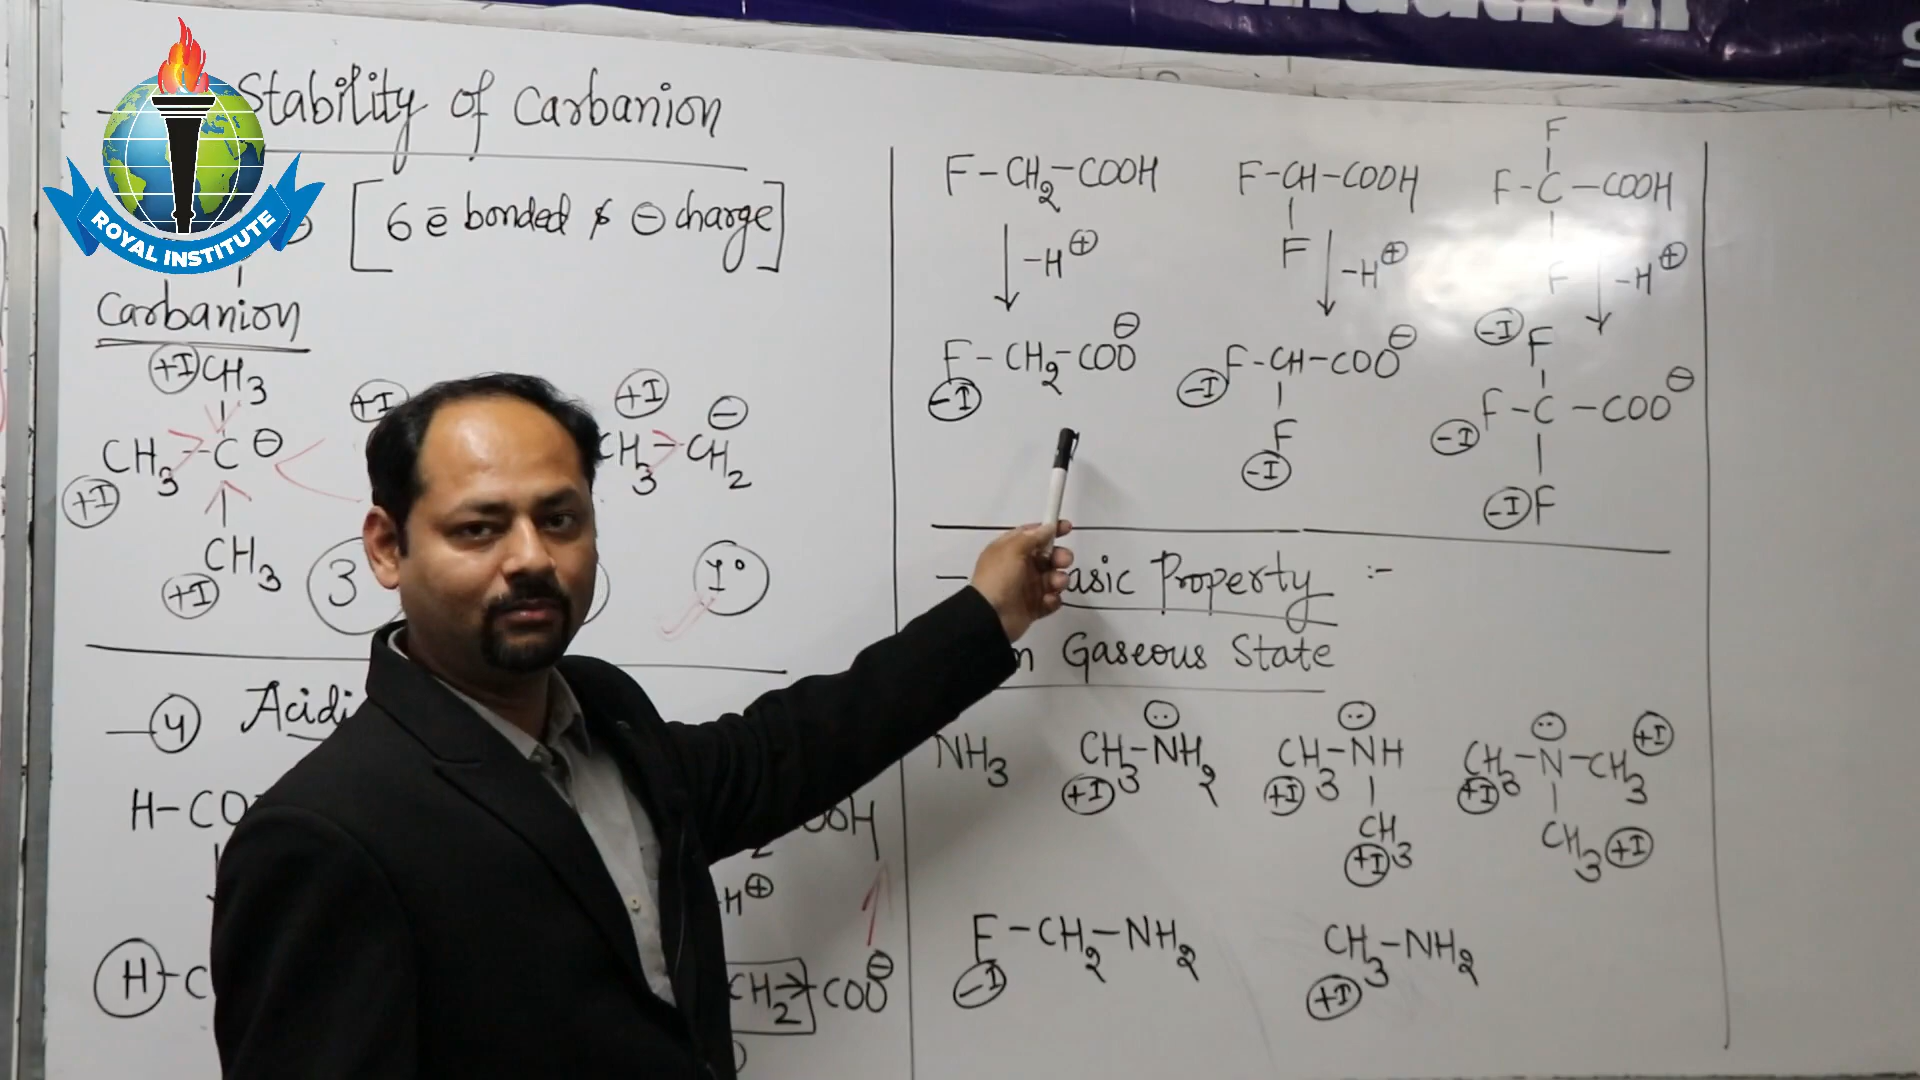 ROYAL INSTITUTE
Stability of Carbanion
[6 ē bonded & ⊖ charge]
Carbanion
+I CH3
CH3 - C ⊖
+I
CH3
+I
+I
3
+I
CH3 - CH2 ⊖
1°
4 Acidi
H-CO
H - C
OOH
H⊕
CH2 → COO⊖
F-CH2-COOH
-H⊕
F-CH2-COO⊖
-I
F-CH-COOH
F
-H⊕
F-CH-COO⊖
-I
F
-I
F
F-C-COOH
F
-H⊕
-I F
F-C-COO⊖
-I
-I F
asic Property :-
n Gaseous State
NH3
CH3-NH2
+I
CH3-NH
+I
CH3
+I
CH3-N-CH3 +I
+I
CH3 +I
F-CH2-NH2
-I
CH3-NH2
+I